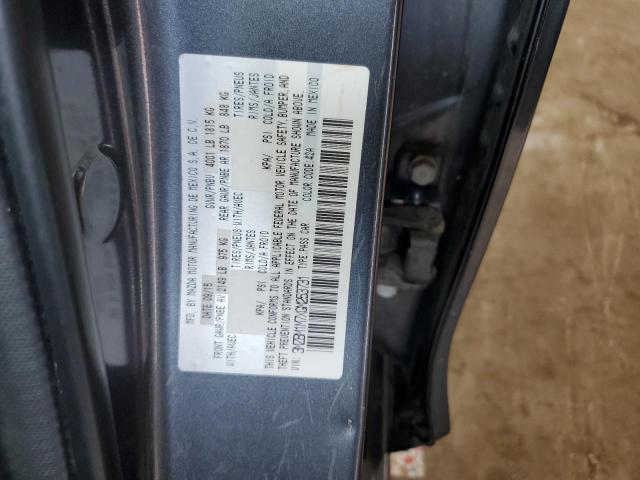 MFD. BY MAZDA MOTOR MANUFACTURING DE MEXICO S.A. DE C.V.
DATE 09/15 GVWR/PNBV 4001 LB 1815 KG
FRONT GAWR/PNBE AV 2149 LB 975 KG REAR GAWR/PNBE AR 1870 LB 848 KG
WITH/AVEC TIRES/PNEUS WITH/AVEC TIRES/PNEUS
RIMS/JANTES RIMS/JANTES
KPA/ PSI COLD/A FROID KPA/ PSI COLD/A FROID
THIS VEHICLE CONFORMS TO ALL APPLICABLE FEDERAL MOTOR VEHICLE SAFETY, BUMPER, AND
THEFT PREVENTION STANDARDS IN EFFECT ON THE DATE OF MANUFACTURE SHOWN ABOVE.
VIN: 3MZBM1M7XGM253731 TYPE PASS CAR COLOR CODE 42A MADE IN MEXICO